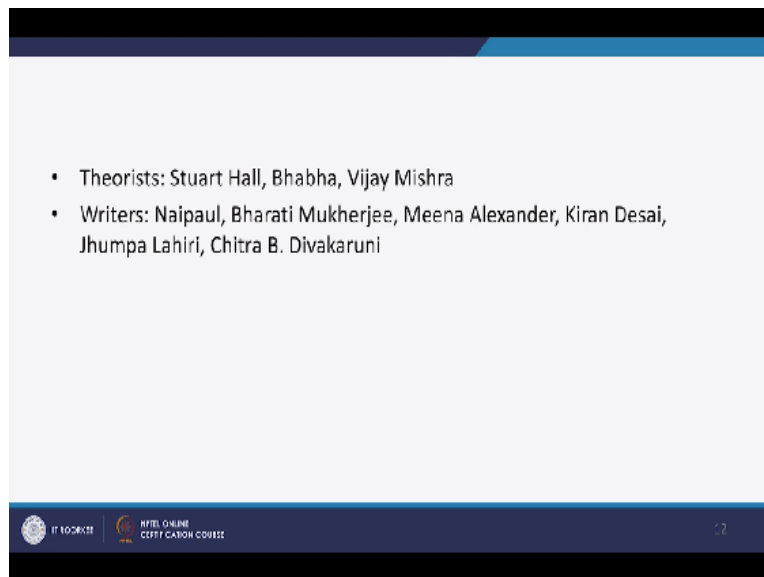 • Theorists: Stuart Hall, Bhabha, Vijay Mishra
• Writers: Naipaul, Bharati Mukherjee, Meena Alexander, Kiran Desai,
Jhumpa Lahiri, Chitra B. Divakaruni
IIT ROORKEE
NPTEL ONLINE
CERTIFICATION COURSE
12